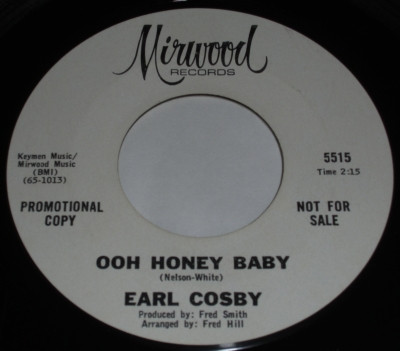 Mirwood
RECORDS
Keymen Music/
Mirwood Music
(BMI)
(65-1013)
5515
Time 2:15
PROMOTIONAL
COPY
NOT FOR
SALE
OOH HONEY BABY
(Nelson-White)
EARL COSBY
Produced by: Fred Smith
Arranged by: Fred Hill